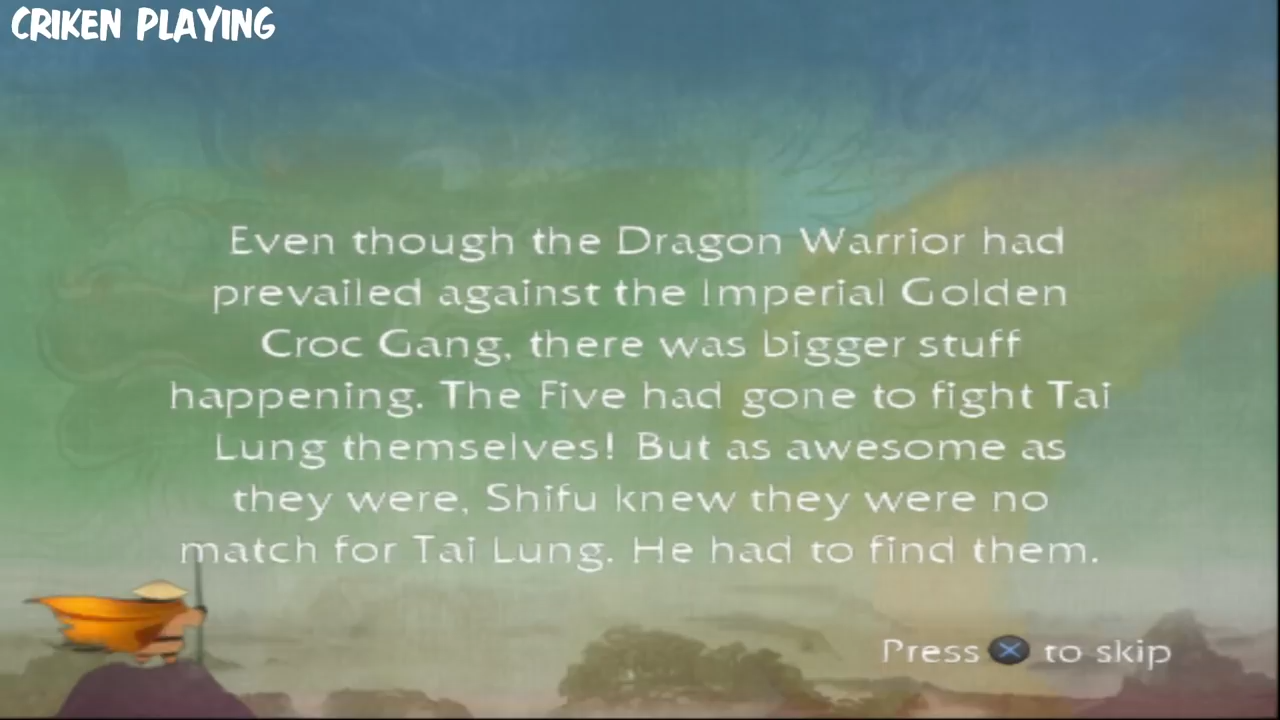 CRIKEN PLAYING
Even though the Dragon Warrior had
prevailed against the Imperial Golden
Croc Gang, there was bigger stuff
happening. The Five had gone to fight Tai
Lung themselves! But as awesome as
they were, Shifu knew they were no
match for Tai Lung. He had to find them.
Press X to skip